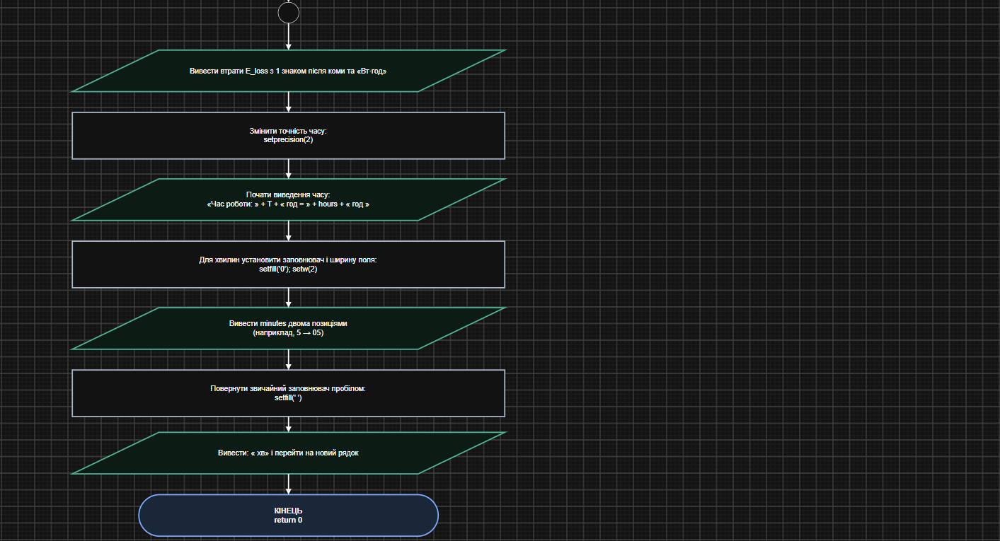 Вивести втрати E_loss з 1 знаком після коми та «Вт·год»
Змінити точність часу:
setprecision(2)
Почати виведення часу:
«Час роботи: » + T + « год = » + hours + « год »
Для хвилин установити заповнювач і ширину поля:
setfill('0'); setw(2)
Вивести minutes двома позиціями
(наприклад, 5 → 05)
Повернути звичайний заповнювач пробілом:
setfill(' ')
Вивести: « хв» і перейти на новий рядок
КІНЕЦЬ
return 0